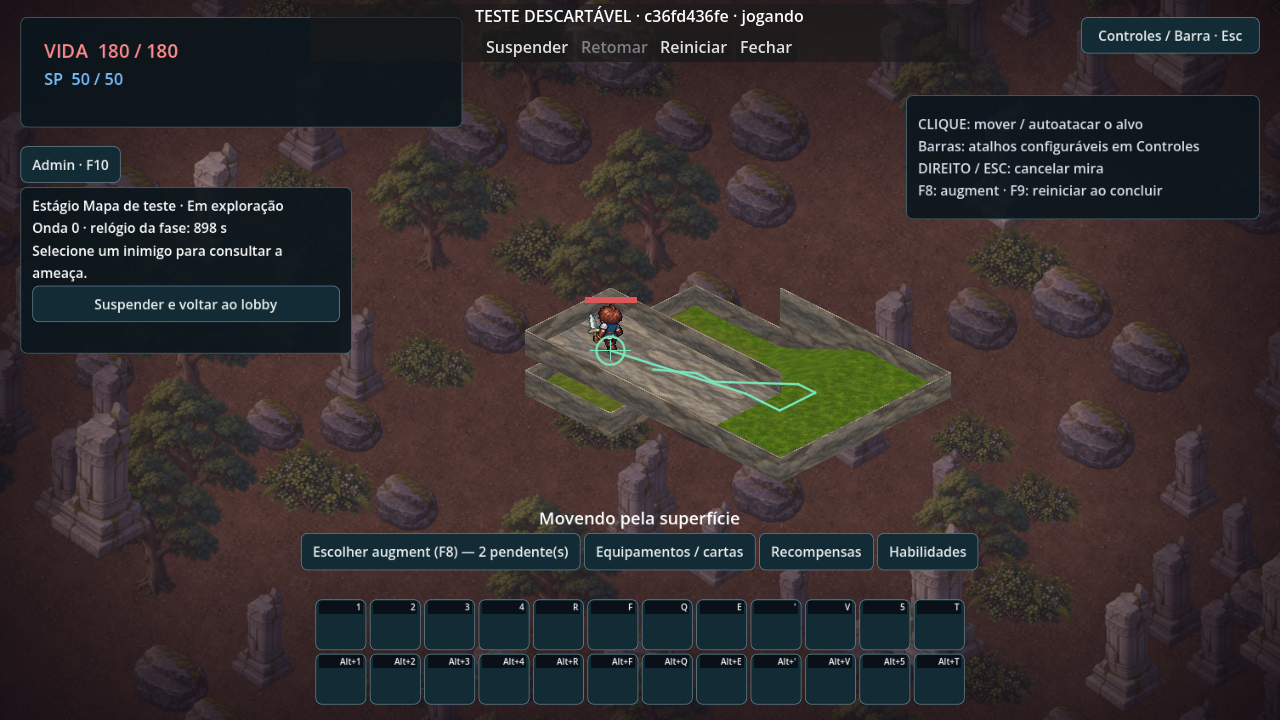 TESTE DESCARTÁVEL · c36fd436fe · jogando
Suspender Retomar Reiniciar Fechar
VIDA 180 / 180
SP 50 / 50
Controles / Barra · Esc
CLIQUE: mover / autoatacar o alvo
Barras: atalhos configuráveis em Controles
DIREITO / ESC: cancelar mira
F8: augment · F9: reiniciar ao concluir
Admin · F10
Estágio Mapa de teste · Em exploração
Onda 0 · relógio da fase: 898 s
Selecione um inimigo para consultar a
ameaça.
Suspender e voltar ao lobby
Movendo pela superfície
Escolher augment (F8) — 2 pendente(s) Equipamentos / cartas Recompensas Habilidades
1 2 3 4 R F Q E ' V 5 T
Alt+1 Alt+2 Alt+3 Alt+4 Alt+R Alt+F Alt+Q Alt+E Alt+' Alt+V Alt+5 Alt+T